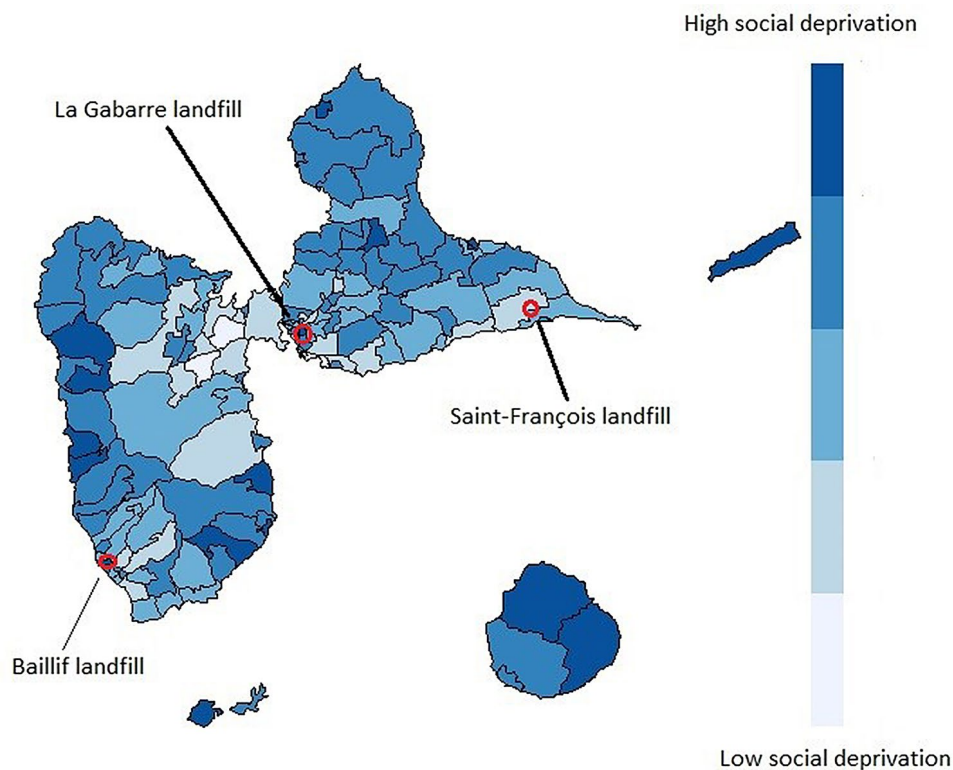 High social deprivation
La Gabarre landfill
Saint-François landfill
Baillif landfill
Low social deprivation